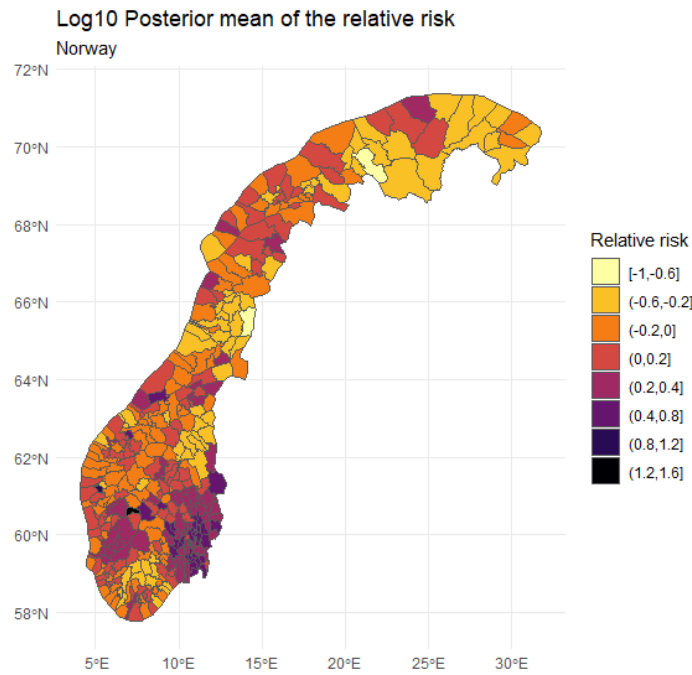 Log10 Posterior mean of the relative risk
Norway
72°N
70°N
68°N
66°N
64°N
62°N
60°N
58°N
5°E 10°E 15°E 20°E 25°E 30°E
Relative risk
[-1,-0.6]
(-0.6,-0.2]
(-0.2,0]
(0,0.2]
(0.2,0.4]
(0.4,0.8]
(0.8,1.2]
(1.2,1.6]